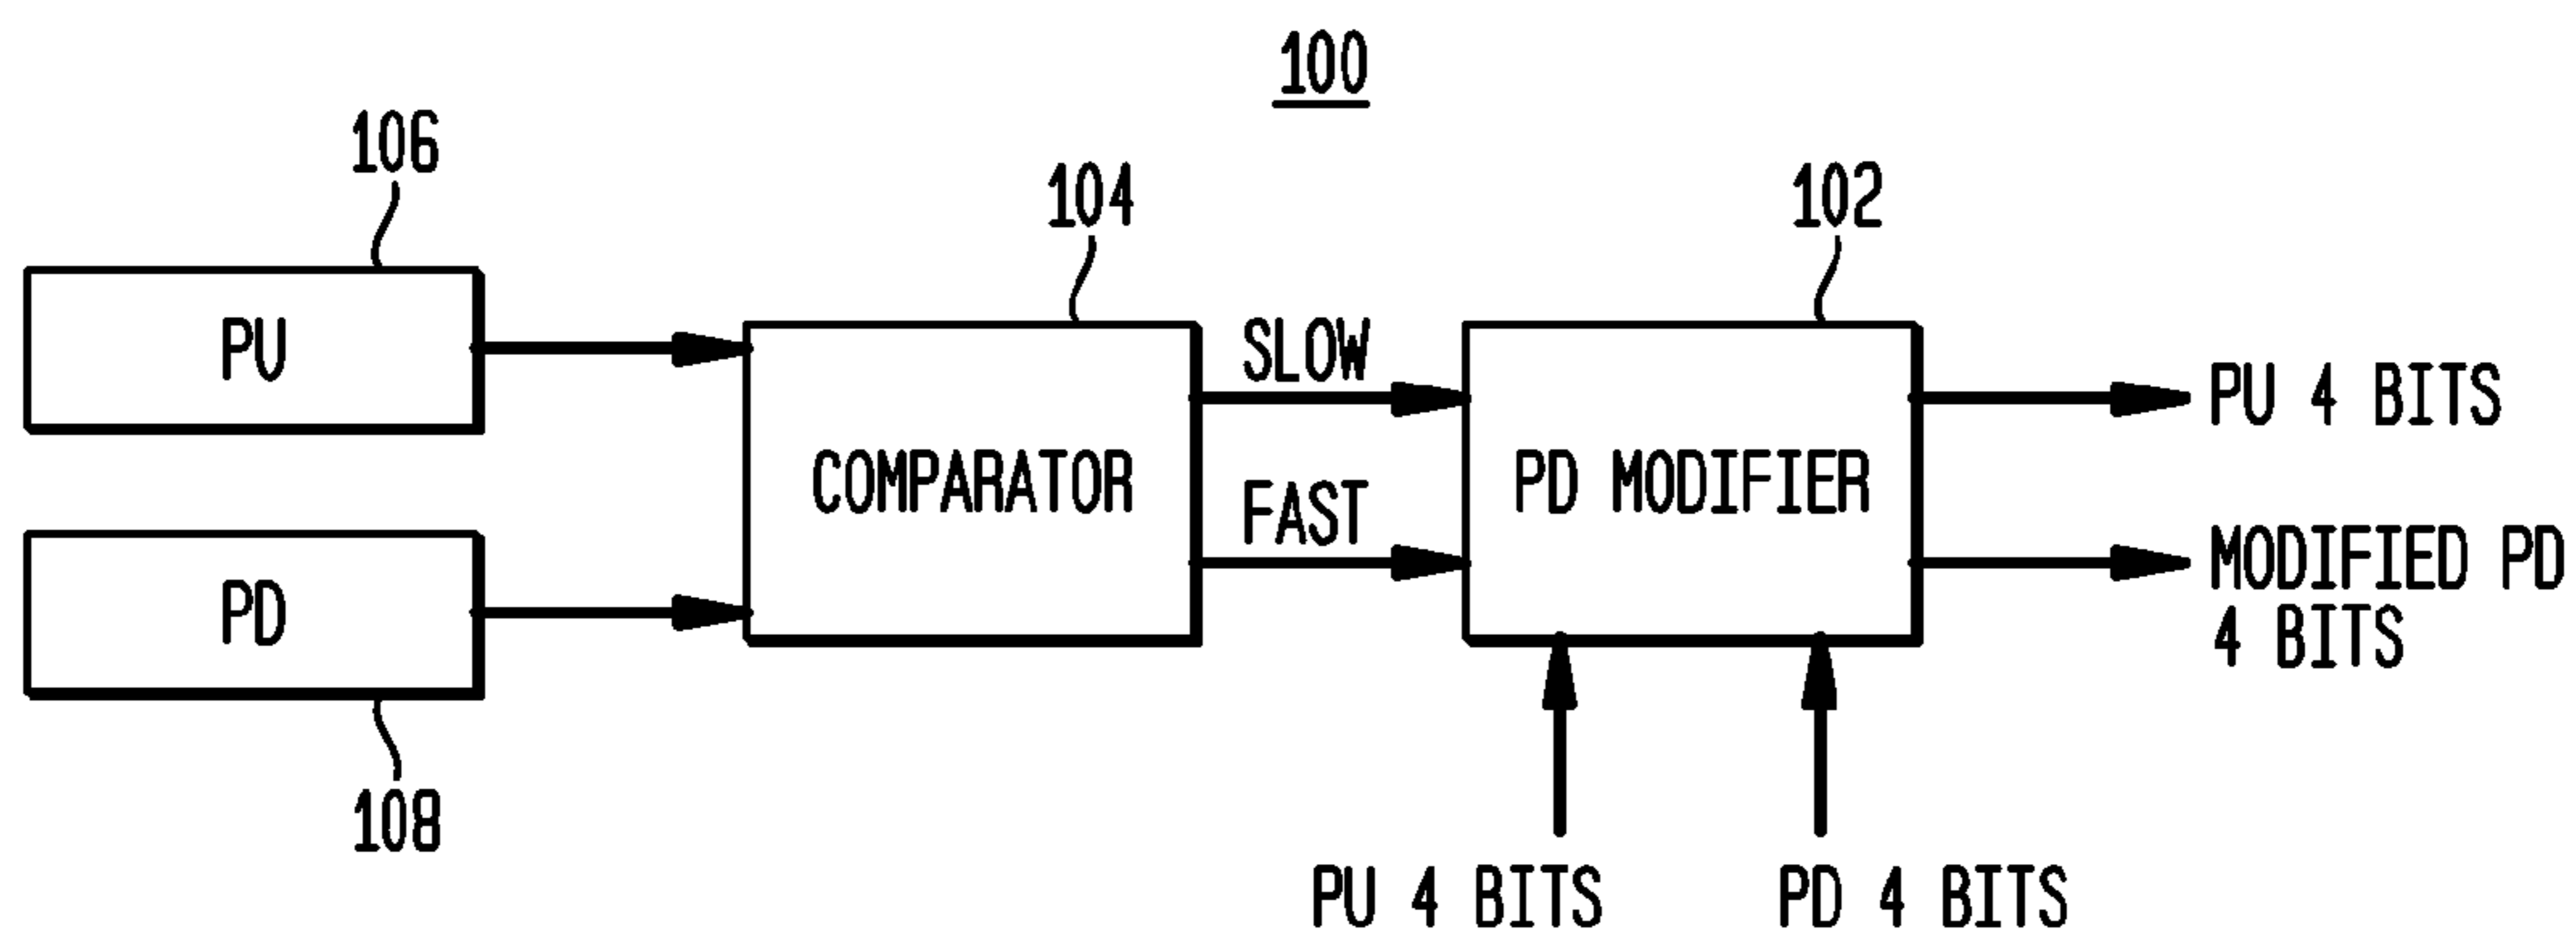 100
106
104
102
PU
PD
108
COMPARATOR
SLOW
FAST
PD MODIFIER
PU 4 BITS
MODIFIED PD
4 BITS
PU 4 BITS
PD 4 BITS